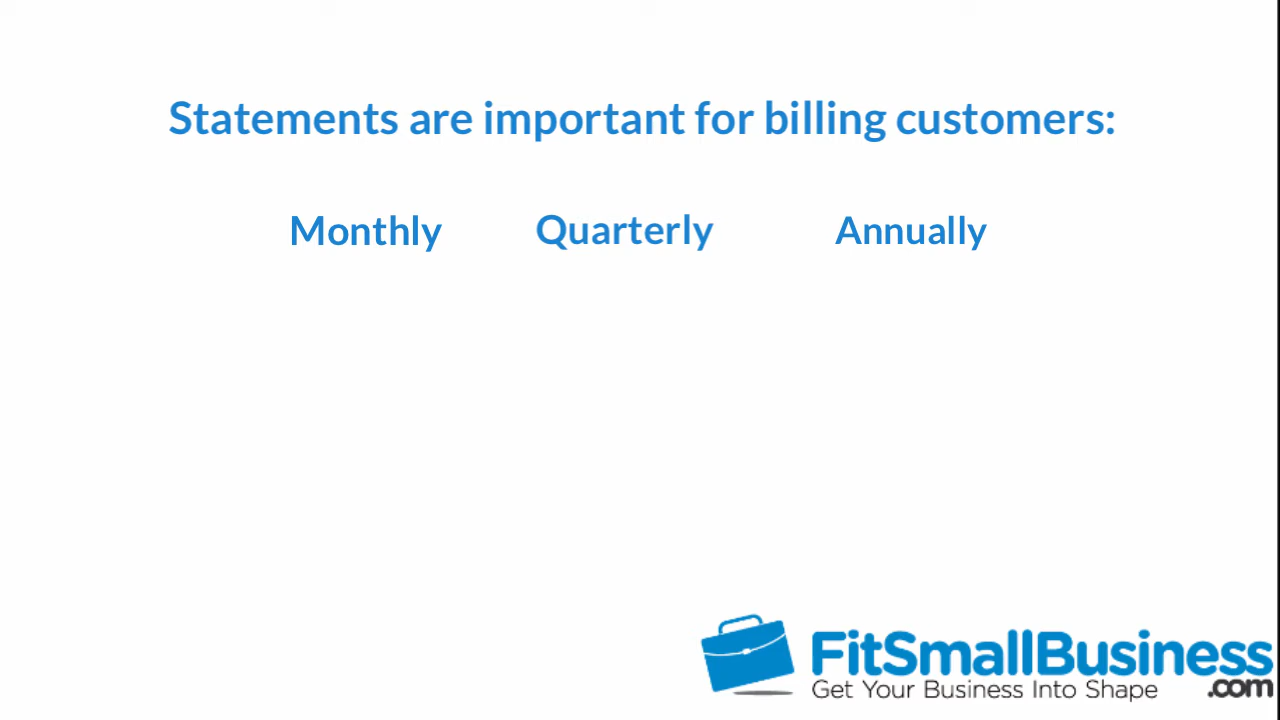 Statements are important for billing customers:
Monthly Quarterly Annually
FitSmallBusiness
.com
Get Your Business Into Shape